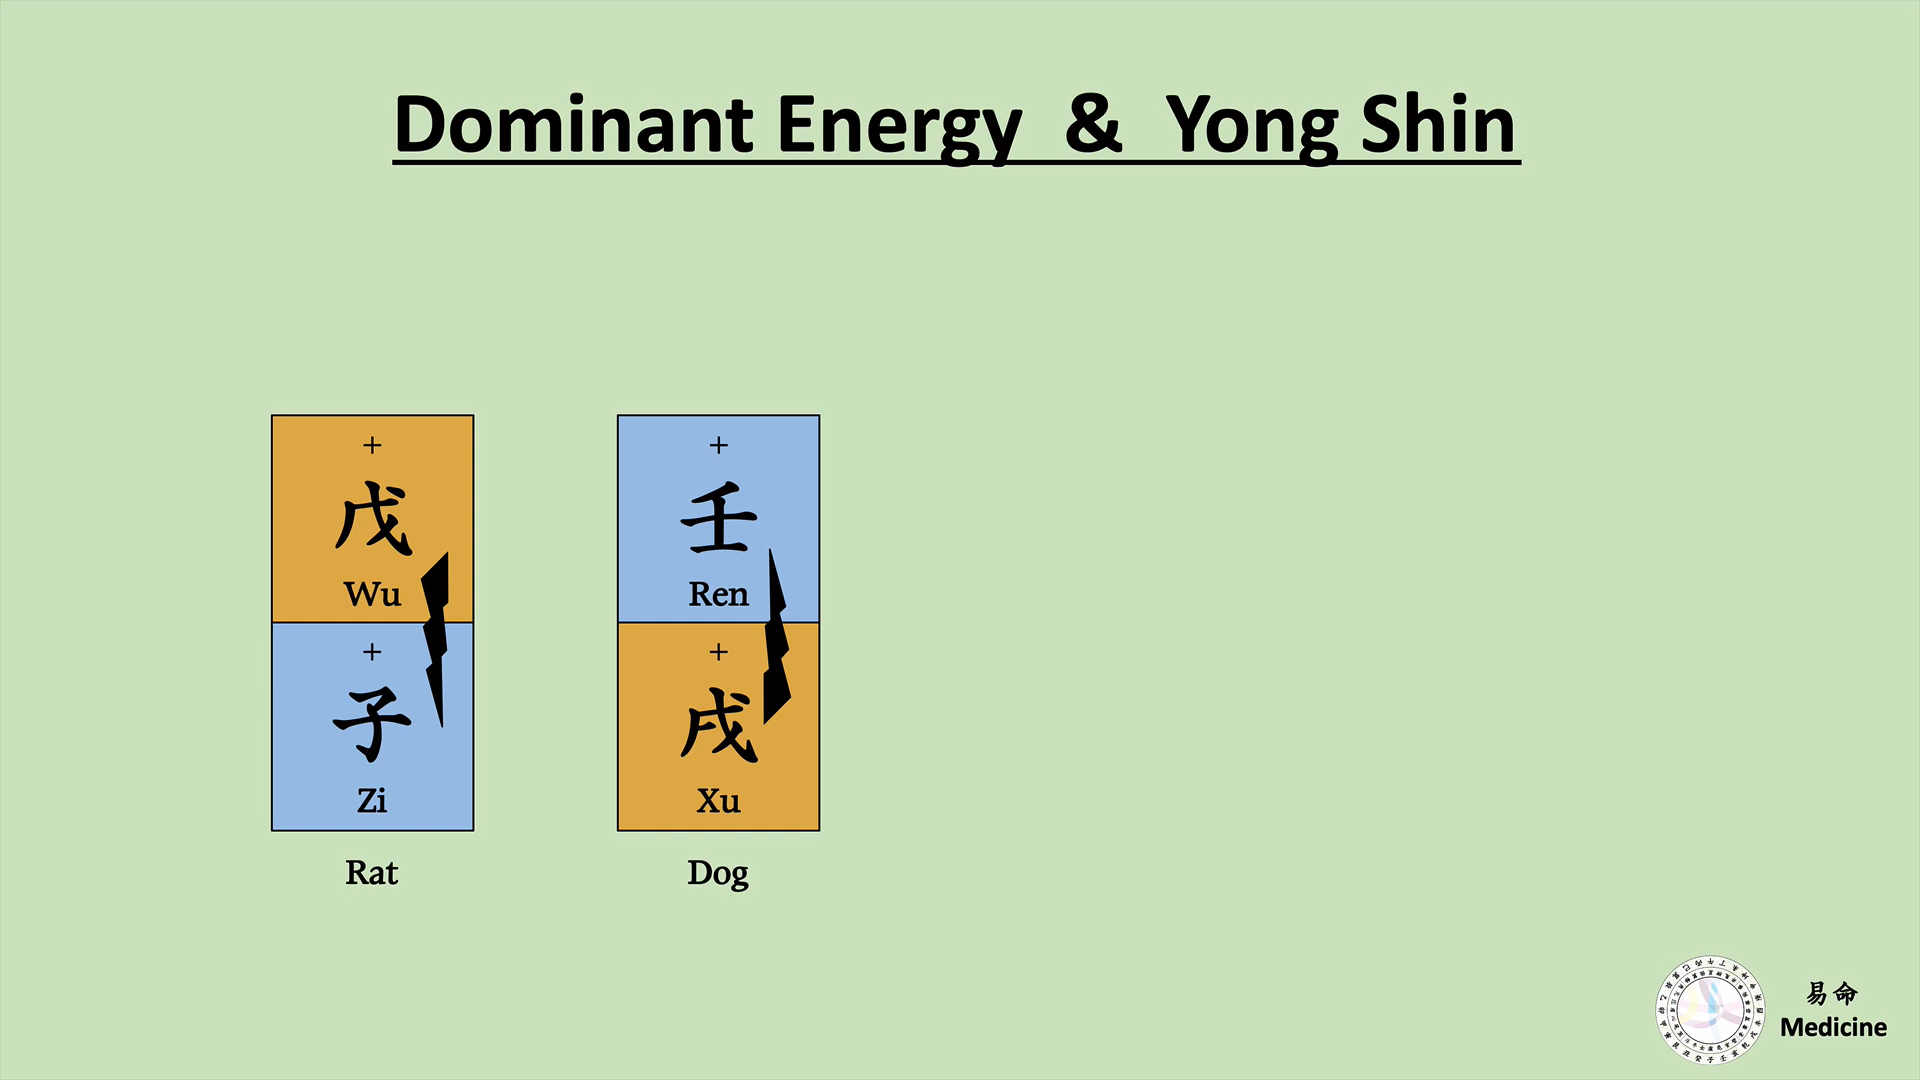 Dominant Energy & Yong Shin
+
戊
Wu
+
子
Zi
Rat
+
壬
Ren
+
戌
Xu
Dog
易命
Medicine